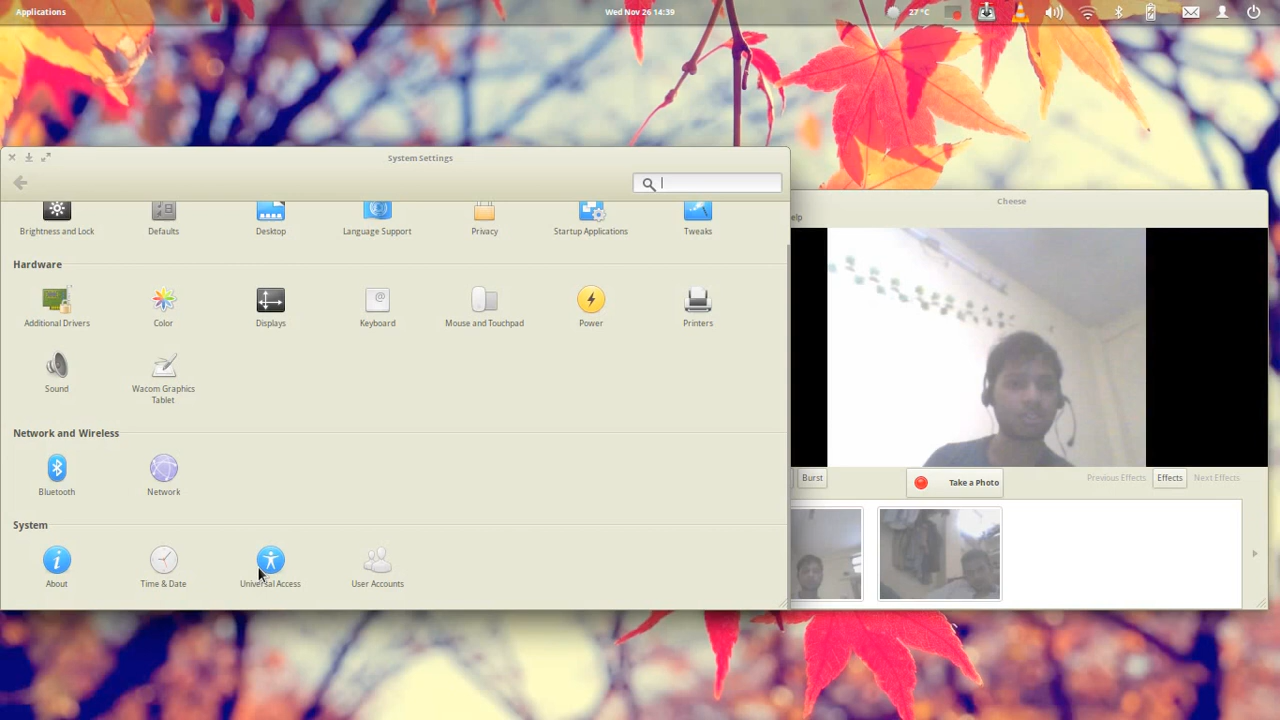 Applications
Wed Nov 26 14:39
27 °C
System Settings
Cheese
elp
Brightness and Lock
Defaults
Desktop
Language Support
Privacy
Startup Applications
Tweaks
Hardware
Additional Drivers
Color
Displays
Keyboard
Mouse and Touchpad
Power
Printers
Sound
Wacom Graphics
Tablet
Network and Wireless
Bluetooth
Network
System
About
Time & Date
Universal Access
User Accounts
Burst
Take a Photo
Previous Effects
Effects
Next Effects